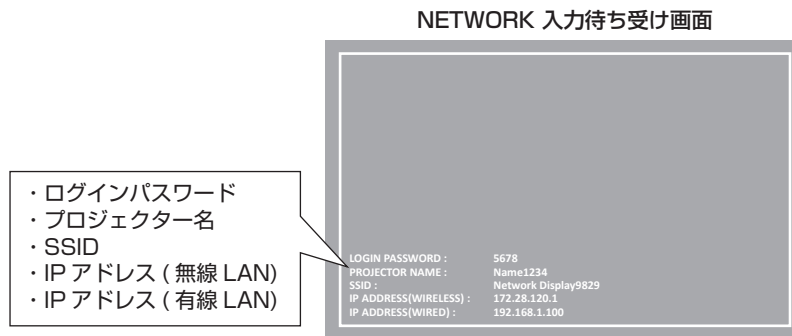 NETWORK 入力待ち受け画面
・ログインパスワード
・プロジェクター名
・SSID
・IP アドレス ( 無線 LAN)
・IP アドレス ( 有線 LAN)
LOGIN PASSWORD : 5678
PROJECTOR NAME : Name1234
SSID : Network Display9829
IP ADDRESS(WIRELESS) : 172.28.120.1
IP ADDRESS(WIRED) : 192.168.1.100